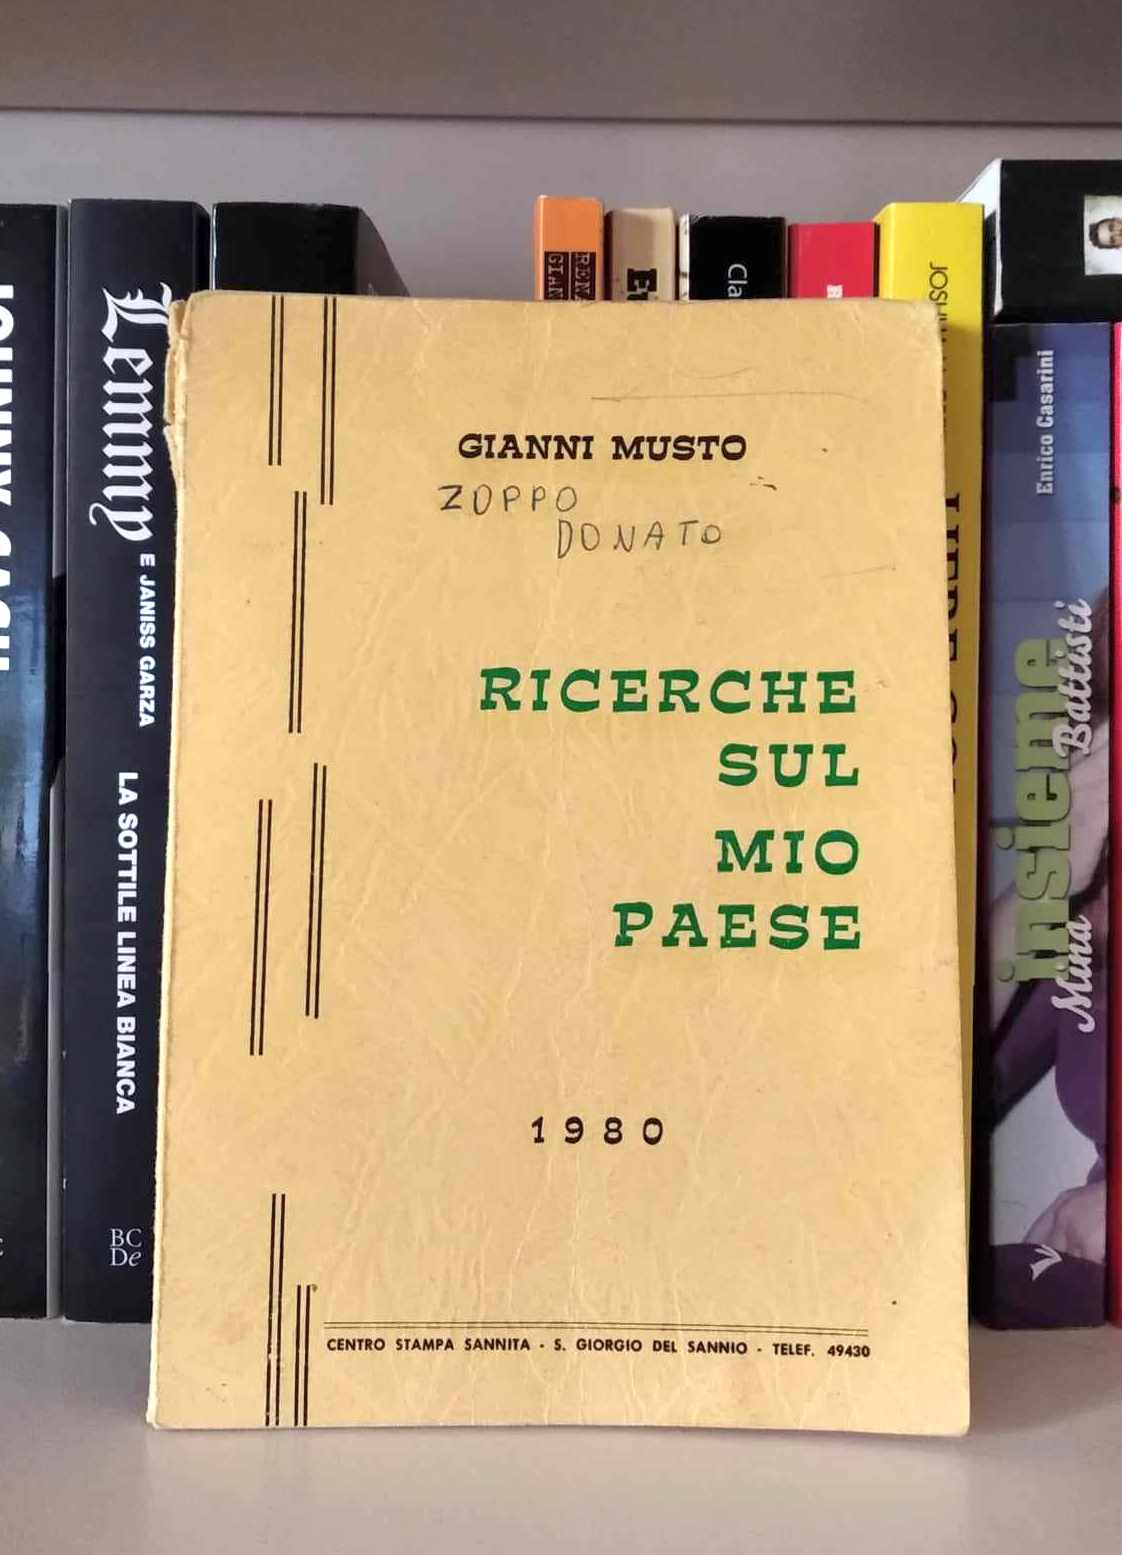 GIANNI MUSTO
ZOPPO
DONATO
RICERCHE
SUL
MIO
PAESE
1980
CENTRO STAMPA SANNITA - S. GIORGIO DEL SANNIO - TELEF. 49430
Lemmy
E JANISS GARZA
LA SOTTILE LINEA BIANCA
BC
De
Enrico Casarini
insieme
Mina
Battisti